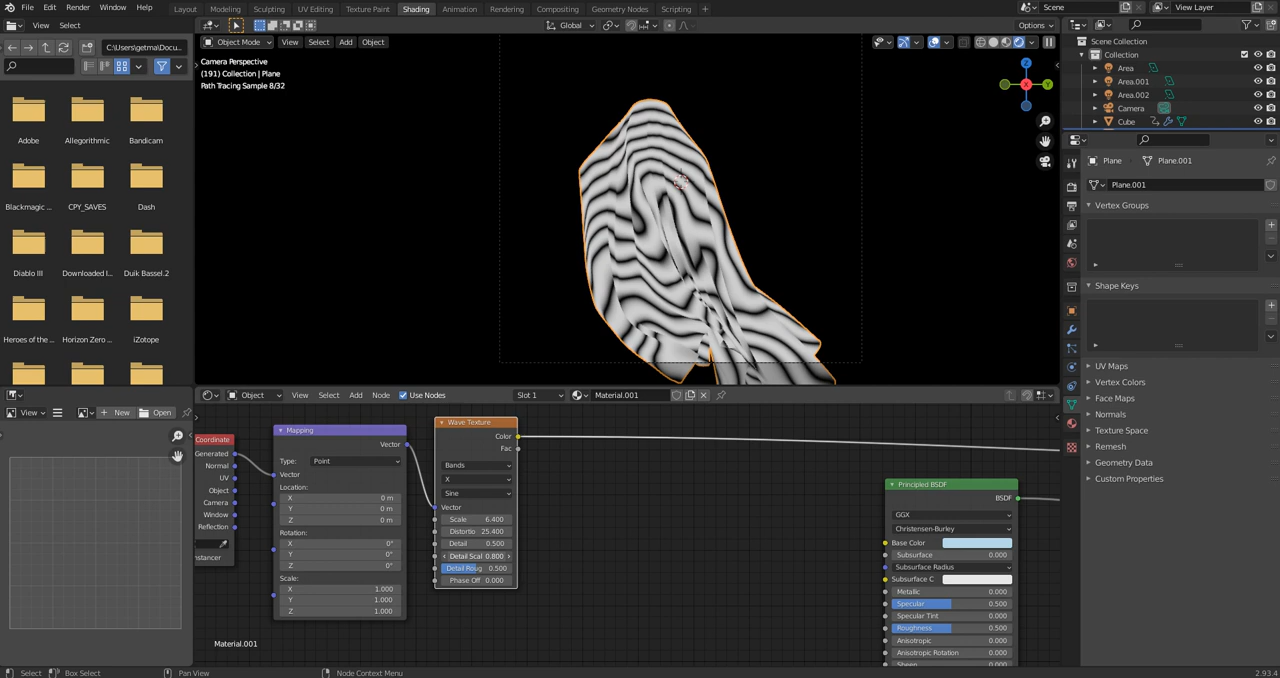 File Edit Render Window Help Layout Modeling Sculpting UV Editing Texture Paint Shading Animation Rendering Compositing Geometry Nodes Scripting + Scene View Layer
View Select Global Options
C:\Users\getma\Docu... Object Mode View Select Add Object
Camera Perspective
(191) Collection | Plane
Path Tracing Sample 8/32
Z
X
Y
Scene Collection
Collection
Area
Area.001
Area.002
Camera
Cube
Adobe Allegorithmic Bandicam
Blackmagic ... CPY_SAVES Dash
Diablo III Downloaded I... Duik Bassel.2
Heroes of the ... Horizon Zero ... iZotope
Plane Plane.001
Plane.001
Vertex Groups
Shape Keys
UV Maps
Vertex Colors
Face Maps
Normals
Texture Space
Remesh
Geometry Data
Custom Properties
View New Open
Object View Select Add Node Use Nodes Slot 1 Material.001
Coordinate
Generated
Normal
UV
Object
Camera
Window
Reflection
nstancer
Mapping
Vector
Type: Point
Vector
Location:
X 0 m
Y 0 m
Z 0 m
Rotation:
X 0°
Y 0°
Z 0°
Scale:
X 1.000
Y 1.000
Z 1.000
Wave Texture
Color
Fac
Bands
X
Sine
Vector
Scale 6.400
Distortio 25.400
Detail 0.500
Detail Scal 0.800
Detail Roug 0.500
Phase Off 0.000
Principled BSDF
BSDF
GGX
Christensen-Burley
Base Color
Subsurface 0.000
Subsurface Radius
Subsurface C
Metallic 0.000
Specular 0.500
Specular Tint 0.000
Roughness 0.500
Anisotropic 0.000
Anisotropic Rotation 0.000
Sheen 0.000
Material.001
Select Box Select Pan View Node Context Menu 2.93.4